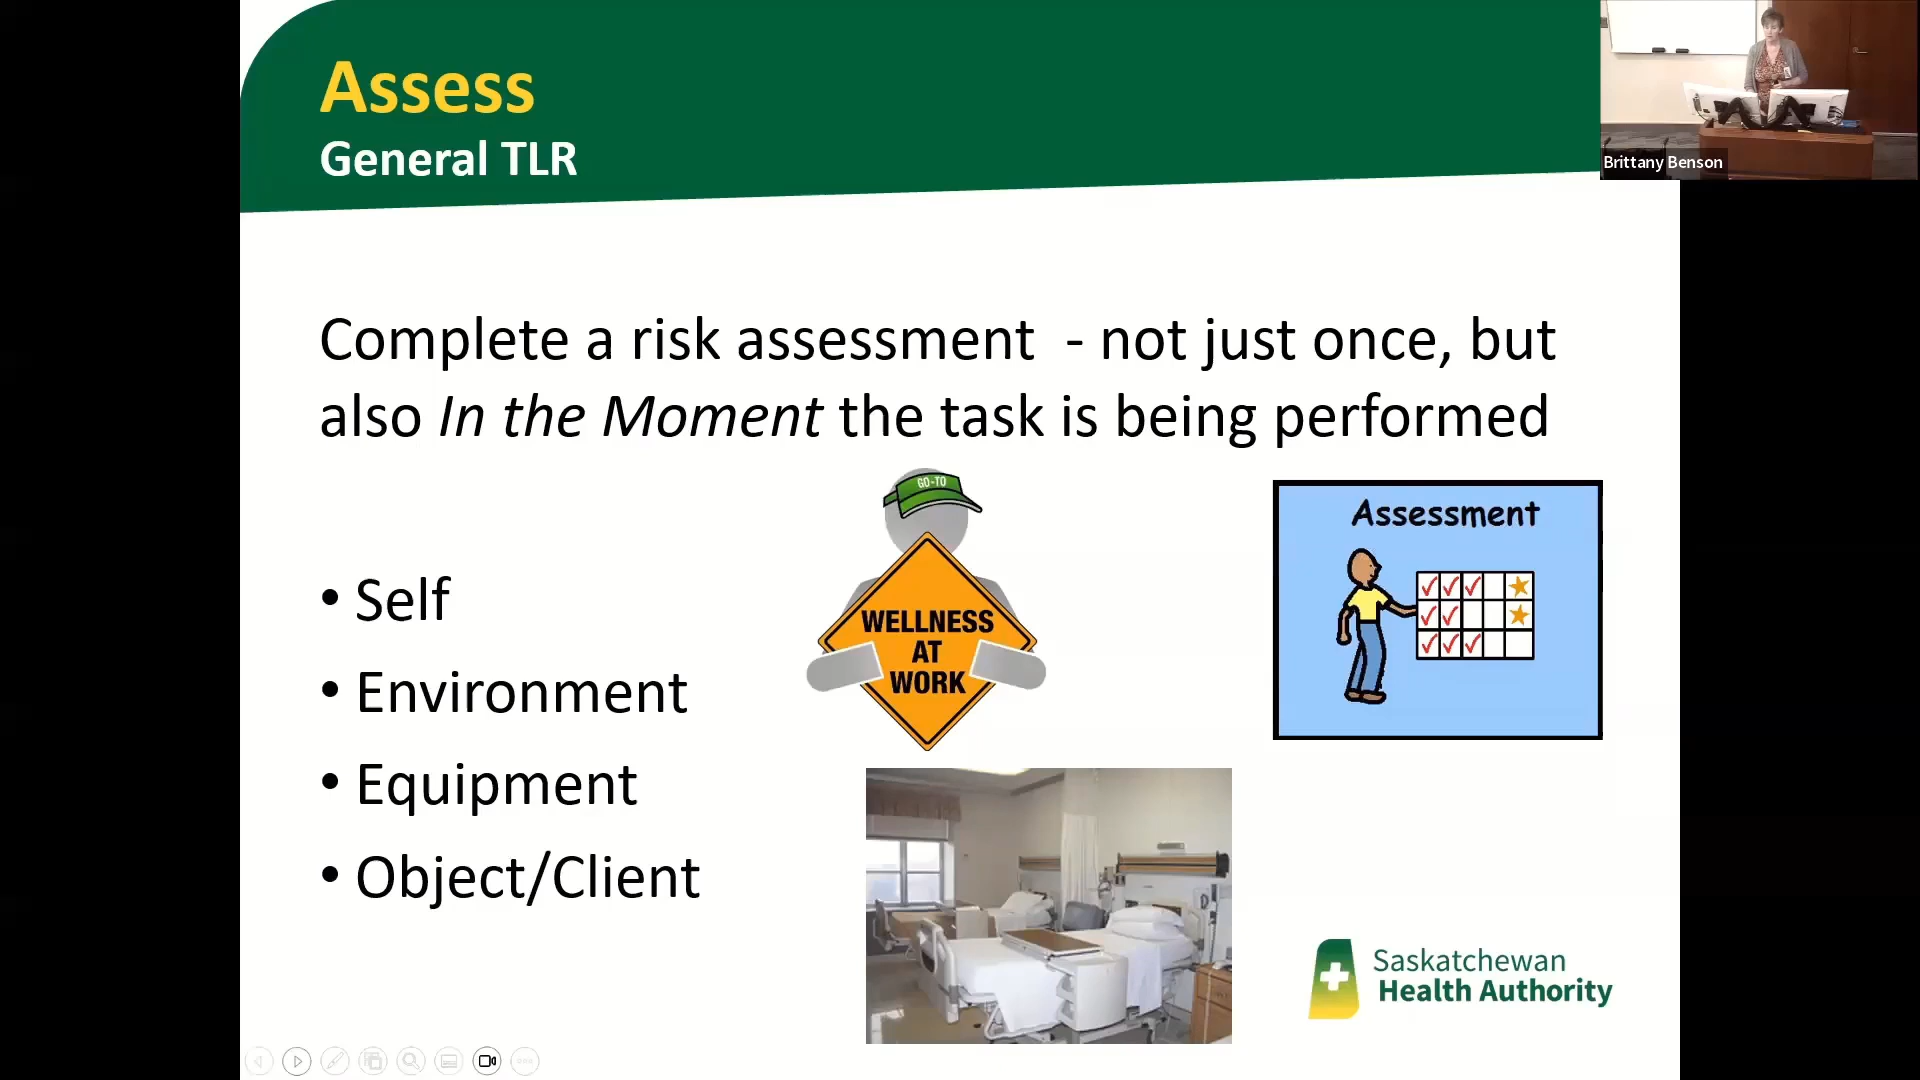 Assess
General TLR
Brittany Benson
Complete a risk assessment  - not just once, but
also In the Moment the task is being performed
• Self
• Environment
• Equipment
• Object/Client
GO-TO
WELLNESS
AT
WORK
Assessment
Saskatchewan
Health Authority